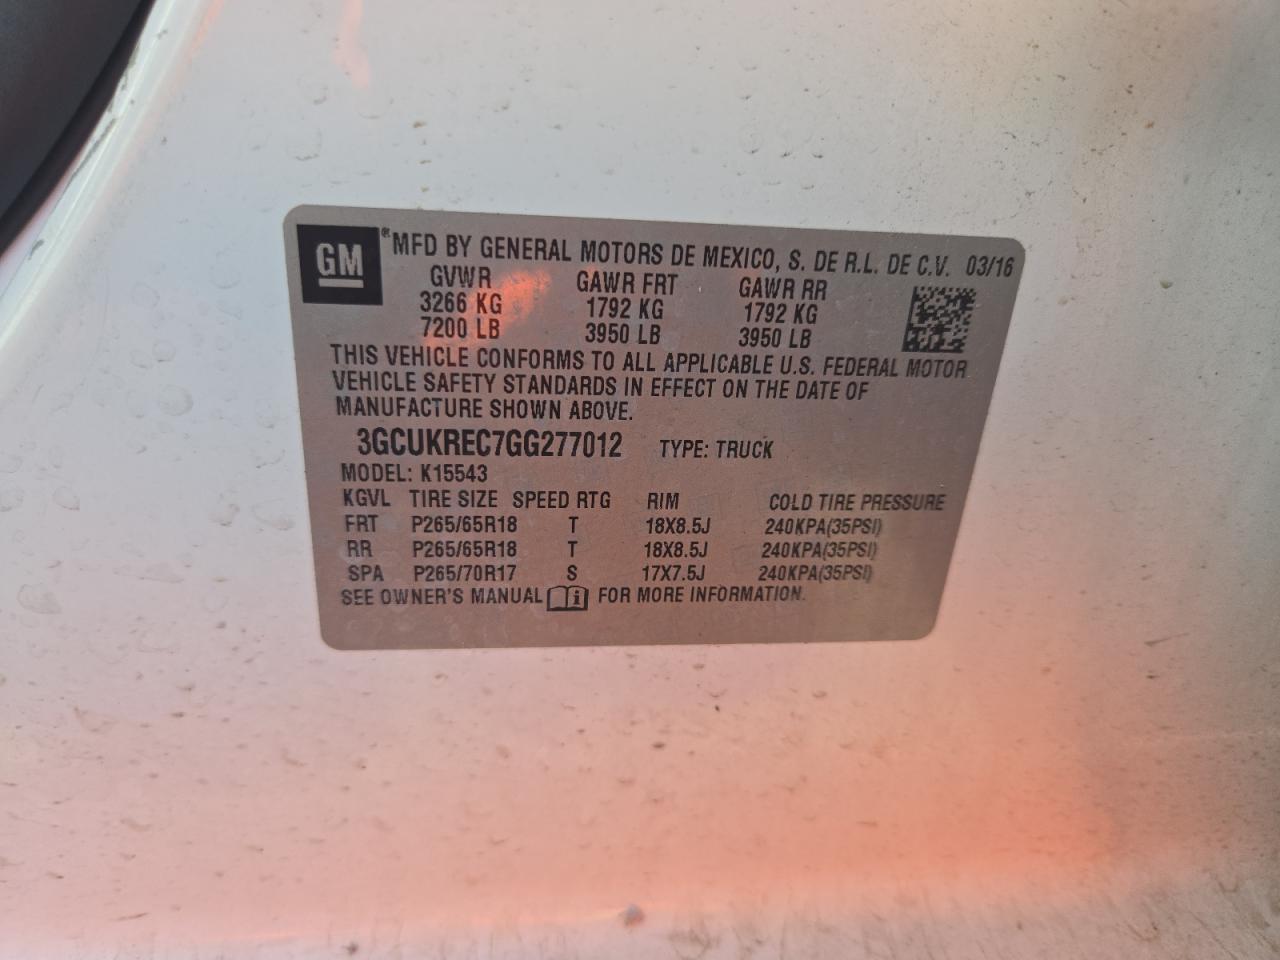 GM ® MFD BY GENERAL MOTORS DE MEXICO, S. DE R.L. DE C.V. 03/16
GVWR GAWR FRT GAWR RR
3266 KG 1792 KG 1792 KG
7200 LB 3950 LB 3950 LB
THIS VEHICLE CONFORMS TO ALL APPLICABLE U.S. FEDERAL MOTOR
VEHICLE SAFETY STANDARDS IN EFFECT ON THE DATE OF
MANUFACTURE SHOWN ABOVE.
3GCUKREC7GG277012 TYPE: TRUCK
MODEL: K15543
KGVL TIRE SIZE SPEED RTG RIM COLD TIRE PRESSURE
FRT P265/65R18 T 18X8.5J 240KPA(35PSI)
RR P265/65R18 T 18X8.5J 240KPA(35PSI)
SPA P265/70R17 S 17X7.5J 240KPA(35PSI)
SEE OWNER'S MANUAL i FOR MORE INFORMATION.